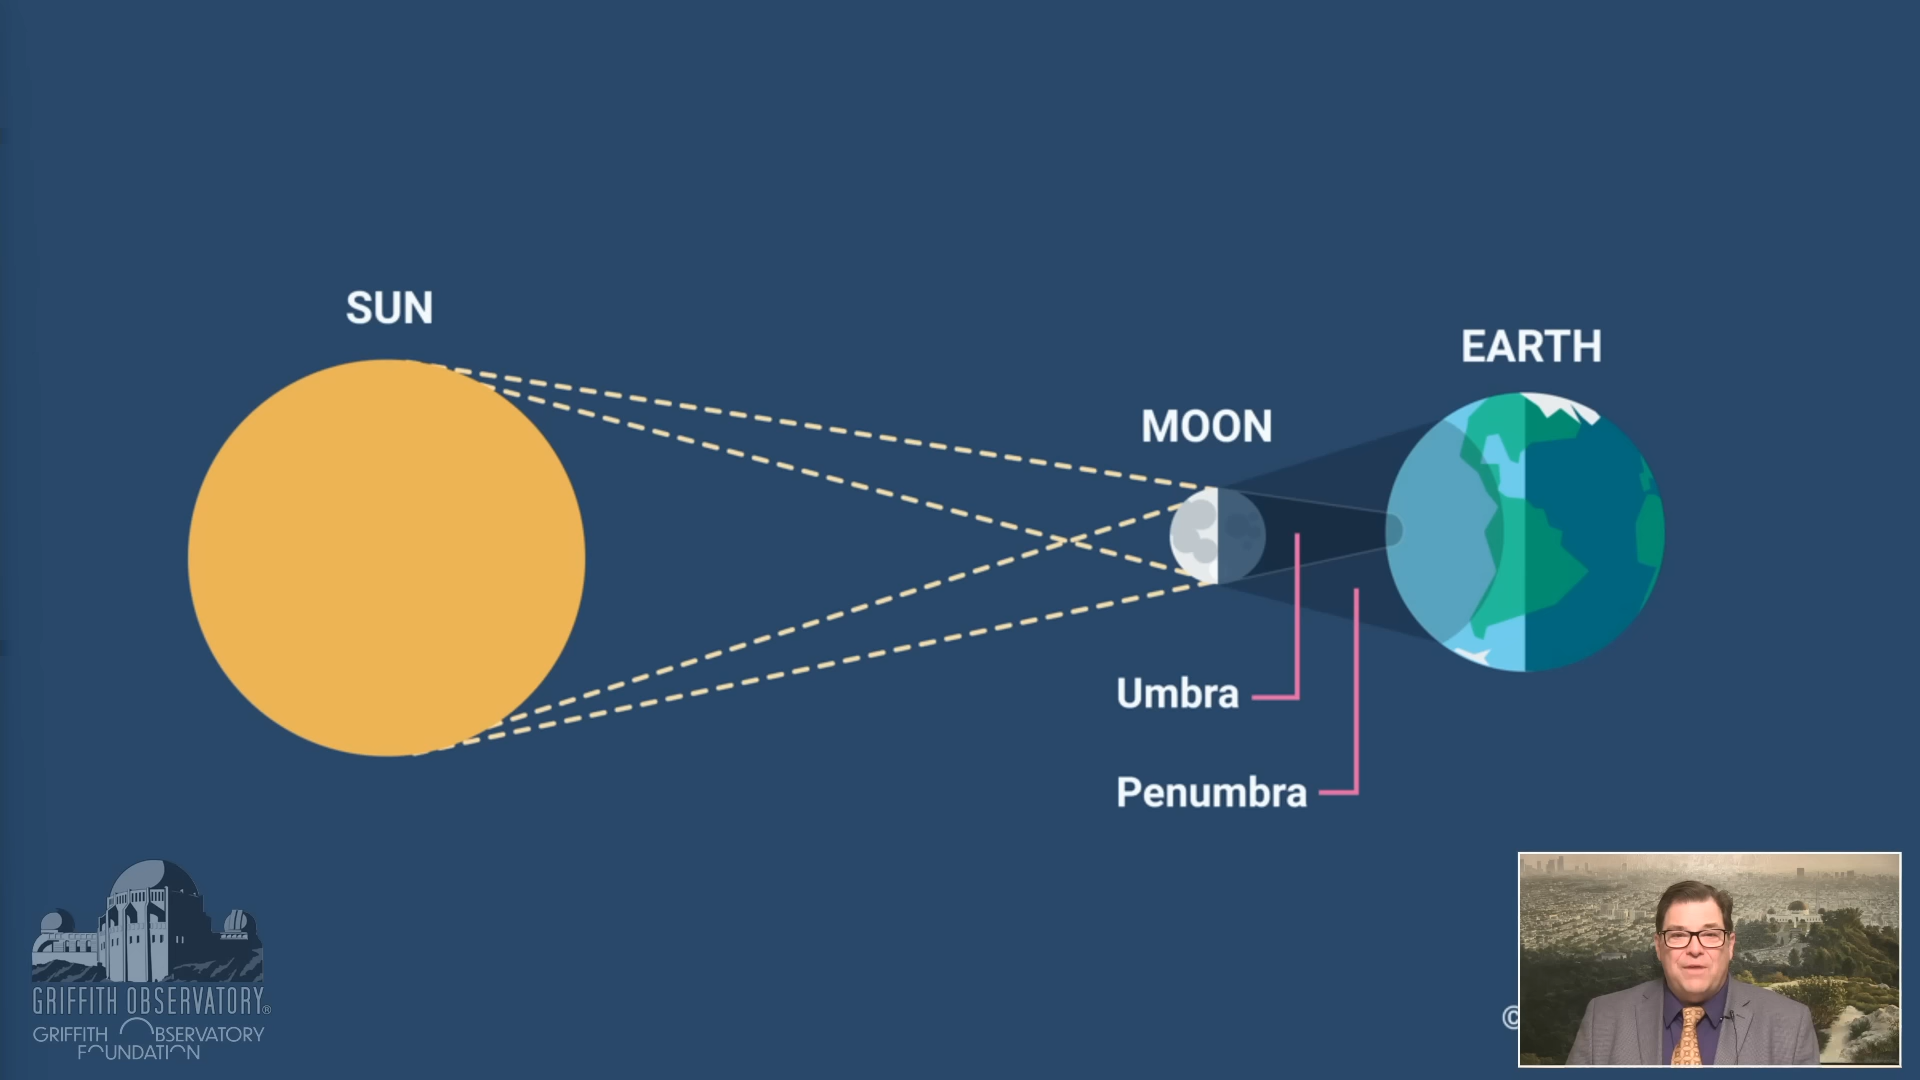 SUN
EARTH
MOON
Umbra
Penumbra
GRIFFITH OBSERVATORY®
GRIFFITH OBSERVATORY
FOUNDATION
©